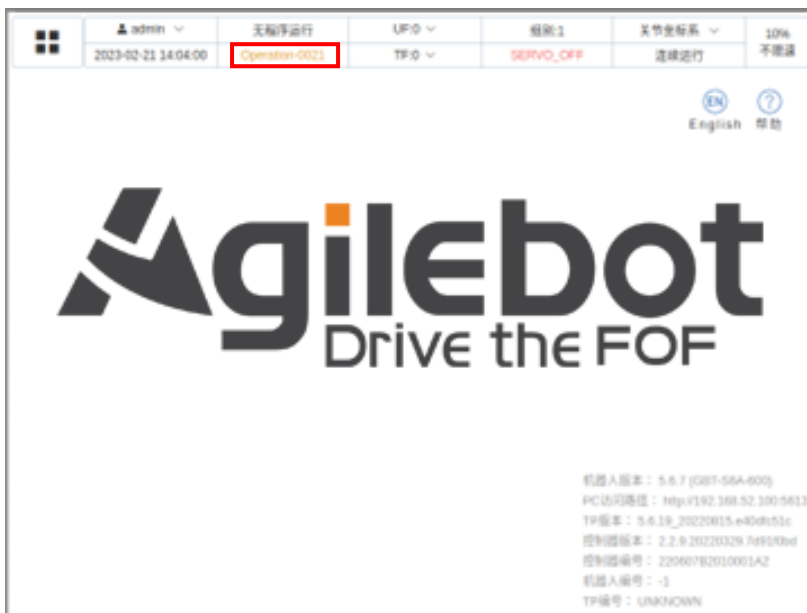 admin 无程序运行 UF:0 组别:1 关节坐标系 10%
2023-02-21 14:04:00 Operation-0021 TF:0 SERVO_OFF 连续运行 不限速
EN ?
English 帮助
Agilebot
Drive the FOF
机器人版本： 5.6.7 (GBT-S6A-600)
PC访问路径： http://192.168.52.100:5613
TP版本： 5.6.19_20220815.e40dfc51c
控制器版本： 2.2.9.20220329.7d91f0bd
控制器编号： 220607B2010001A2
机器人编号： -1
TP编号： UNKNOWN